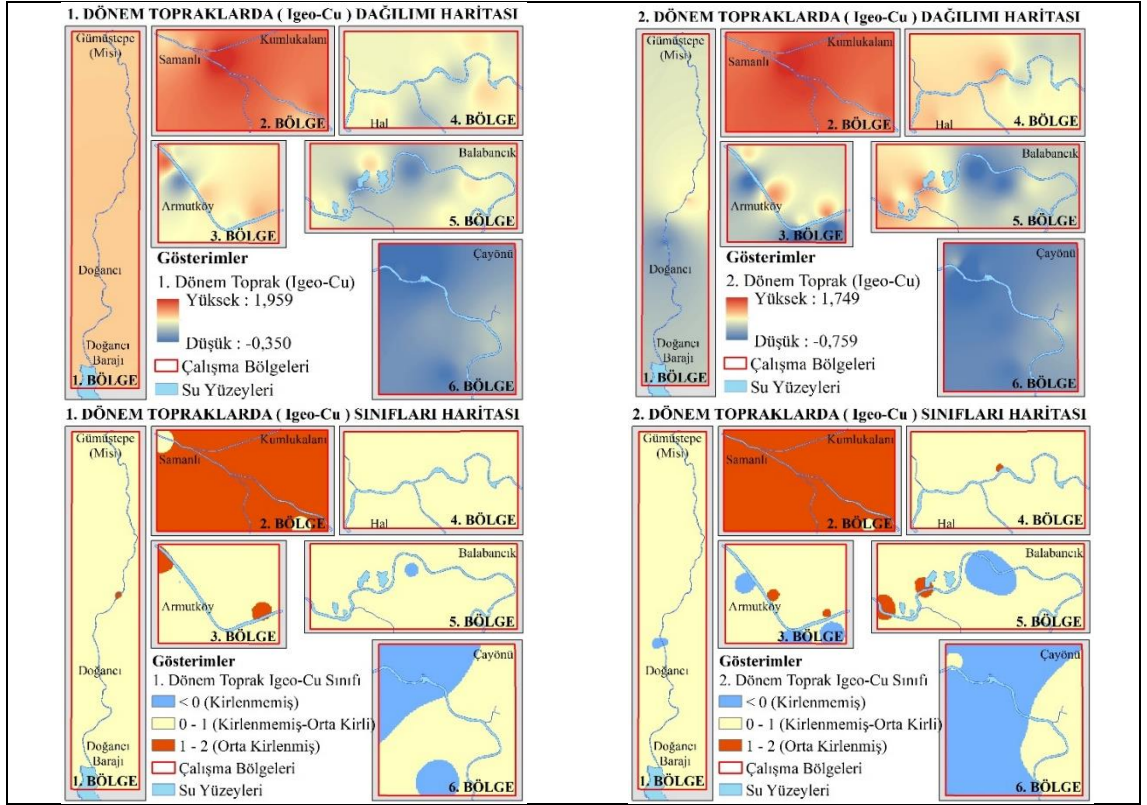 1. DÖNEM TOPRAKLARDA ( Igeo-Cu ) DAĞILIMI HARİTASI
Gümüştepe
(Misi)
Kumlukalanı
Samanlı
2. BÖLGE
Hal
4. BÖLGE
Armutköy
3. BÖLGE
Balabancık
5. BÖLGE
Doğancı
Doğancı
Barajı
1. BÖLGE
Gösterimler
1. Dönem Toprak (Igeo-Cu)
Yüksek : 1,959
Düşük : -0,350
Çalışma Bölgeleri
Su Yüzeyleri
Çayönü
6. BÖLGE
2. DÖNEM TOPRAKLARDA ( Igeo-Cu ) DAĞILIMI HARİTASI
Gümüştepe
(Misi)
Kumlukalanı
Samanlı
2. BÖLGE
Hal
4. BÖLGE
Armutköy
3. BÖLGE
Balabancık
5. BÖLGE
Doğancı
Doğancı
Barajı
1. BÖLGE
Gösterimler
2. Dönem Toprak (Igeo-Cu)
Yüksek : 1,749
Düşük : -0,759
Çalışma Bölgeleri
Su Yüzeyleri
Çayönü
6. BÖLGE
1. DÖNEM TOPRAKLARDA ( Igeo-Cu ) SINIFLARI HARİTASI
Gümüştepe
(Misi)
Kumlukalanı
Samanlı
2. BÖLGE
Hal
4. BÖLGE
Armutköy
3. BÖLGE
Balabancık
5. BÖLGE
Doğancı
Doğancı
Barajı
1. BÖLGE
Gösterimler
1. Dönem Toprak Igeo-Cu Sınıfı
< 0 (Kirlenmemiş)
0 - 1 (Kirlenmemiş-Orta Kirli)
1 - 2 (Orta Kirlenmiş)
Çalışma Bölgeleri
Su Yüzeyleri
Çayönü
6. BÖLGE
2. DÖNEM TOPRAKLARDA ( Igeo-Cu ) SINIFLARI HARİTASI
Gümüştepe
(Misi)
Kumlukalanı
Samanlı
2. BÖLGE
Hal
4. BÖLGE
Armutköy
3. BÖLGE
Balabancık
5. BÖLGE
Doğancı
Doğancı
Barajı
1. BÖLGE
Gösterimler
2. Dönem Toprak Igeo-Cu Sınıfı
< 0 (Kirlenmemiş)
0 - 1 (Kirlenmemiş-Orta Kirli)
1 - 2 (Orta Kirlenmiş)
Çalışma Bölgeleri
Su Yüzeyleri
Çayönü
6. BÖLGE